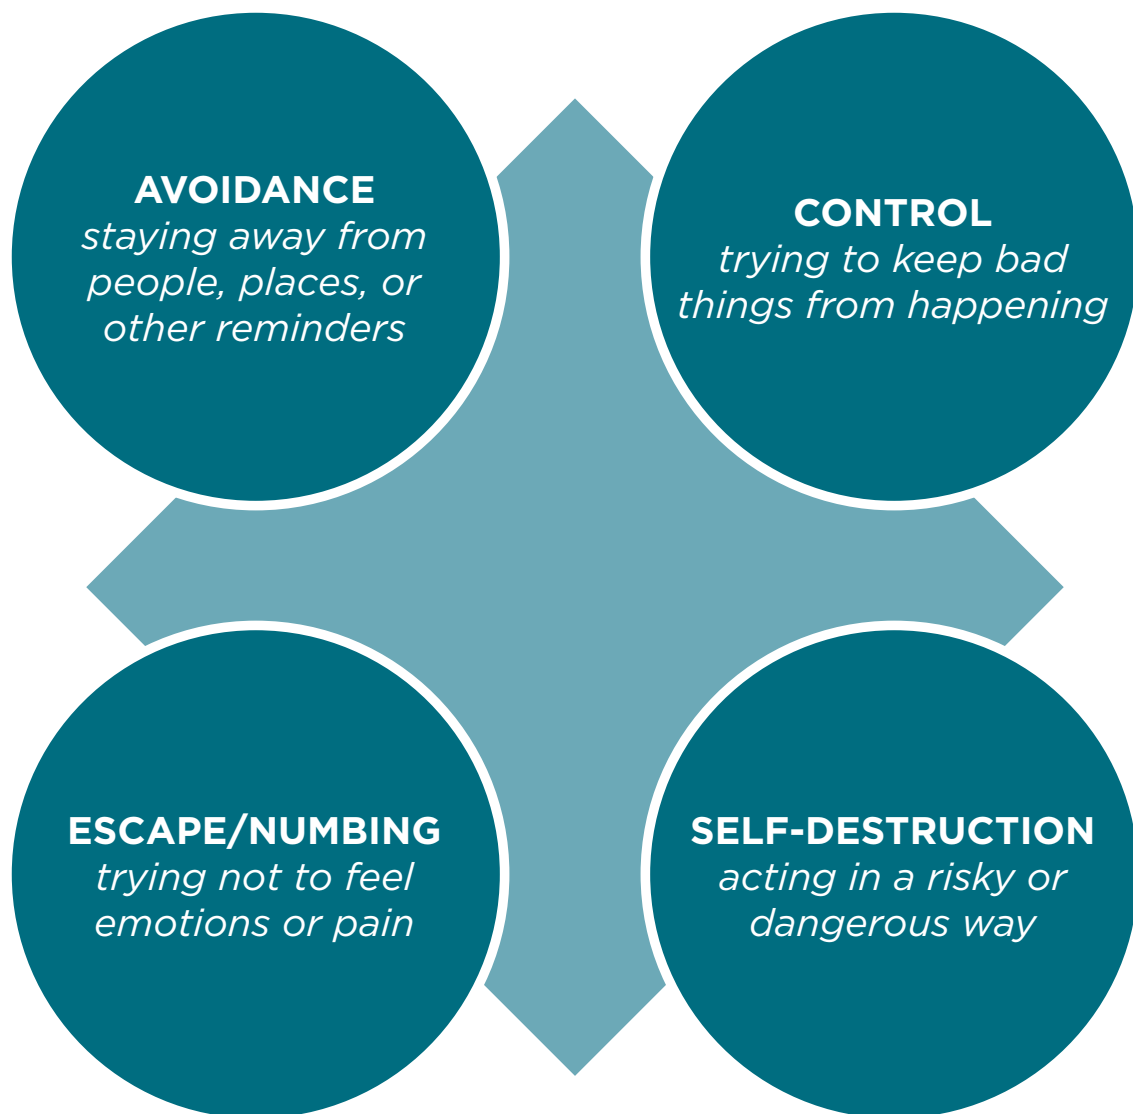 AVOIDANCE
staying away from
people, places, or
other reminders
CONTROL
trying to keep bad
things from happening
ESCAPE/NUMBING
trying not to feel
emotions or pain
SELF-DESTRUCTION
acting in a risky or
dangerous way